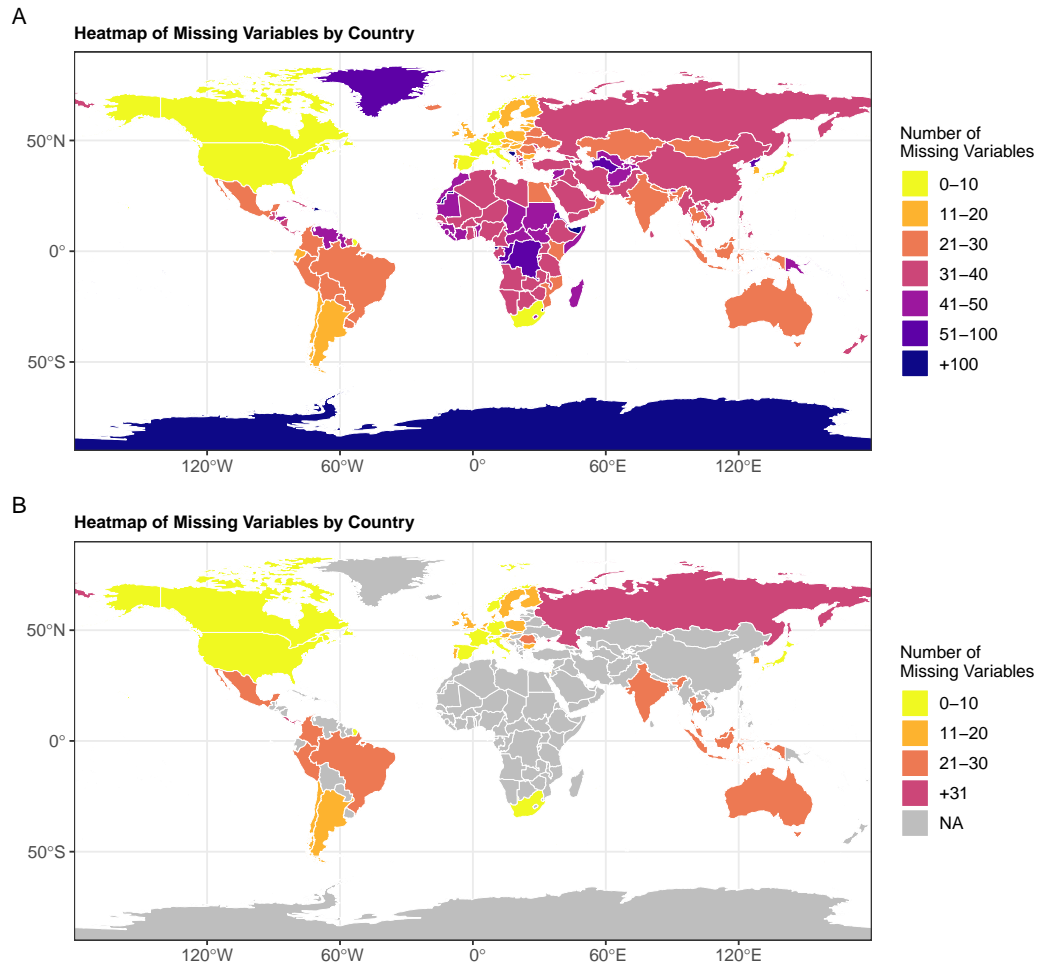 A
Heatmap of Missing Variables by Country
50°N
0°
50°S
120°W 60°W 0° 60°E 120°E
Number of
Missing Variables
0–10
11–20
21–30
31–40
41–50
51–100
+100
B
Heatmap of Missing Variables by Country
50°N
0°
50°S
120°W 60°W 0° 60°E 120°E
Number of
Missing Variables
0–10
11–20
21–30
+31
NA